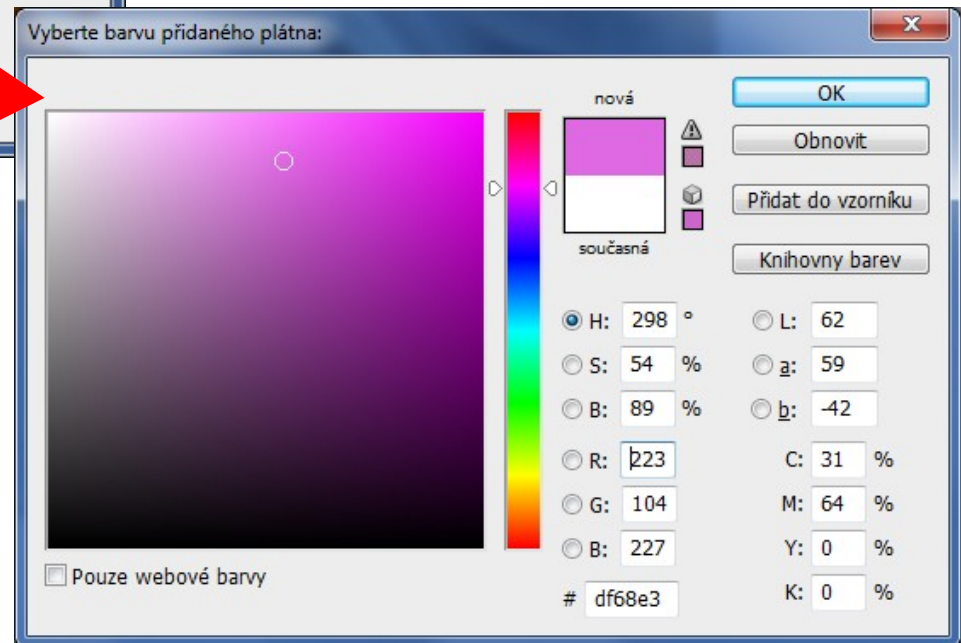 Vyberte barvu přidaného plátna:
nová
současná
OK
Obnovit
Přidat do vzorníku
Knihovny barev
H: 298 °
S: 54 %
B: 89 %
R: 223
G: 104
B: 227
# df68e3
L: 62
a: 59
b: -42
C: 31 %
M: 64 %
Y: 0 %
K: 0 %
Pouze webové barvy